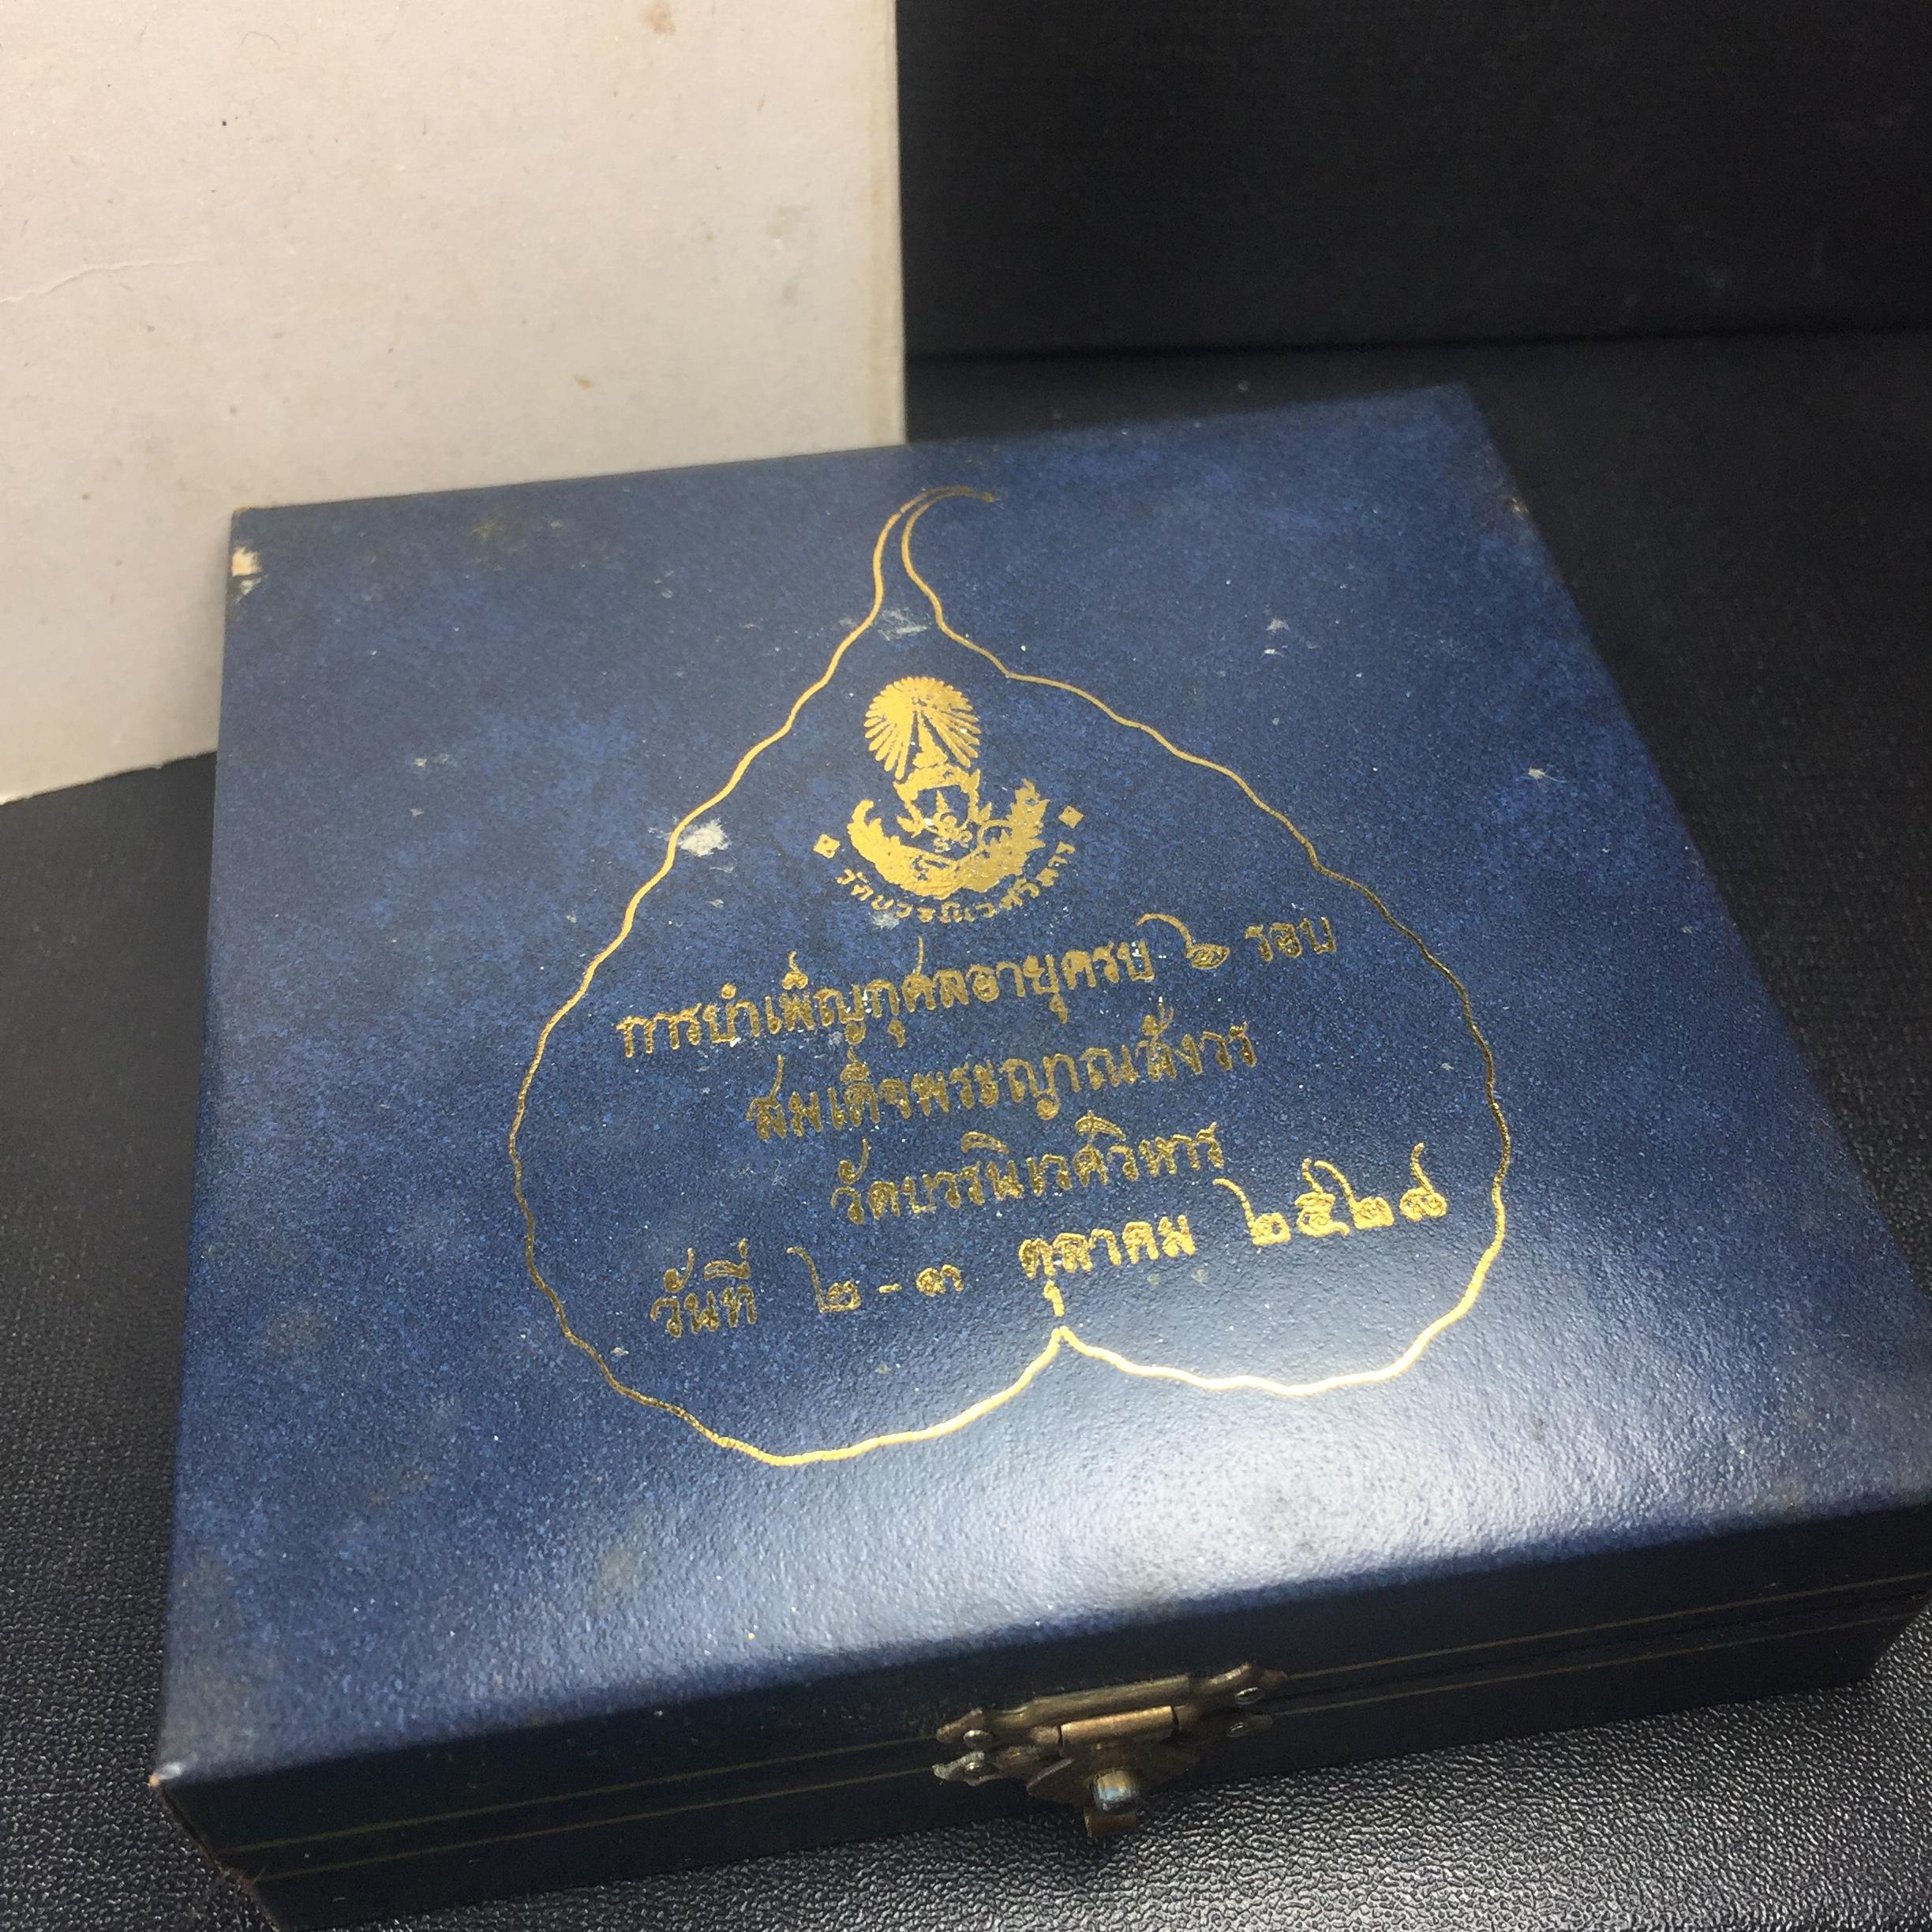 วัดบวรนิเวศวิหาร
การบำเพ็ญกุศลอายุครบ ๖ รอบ
สมเด็จพระญาณสังวร
วัดบวรนิเวศวิหาร
วันที่ ๒-๓ ตุลาคม ๒๕๒๘